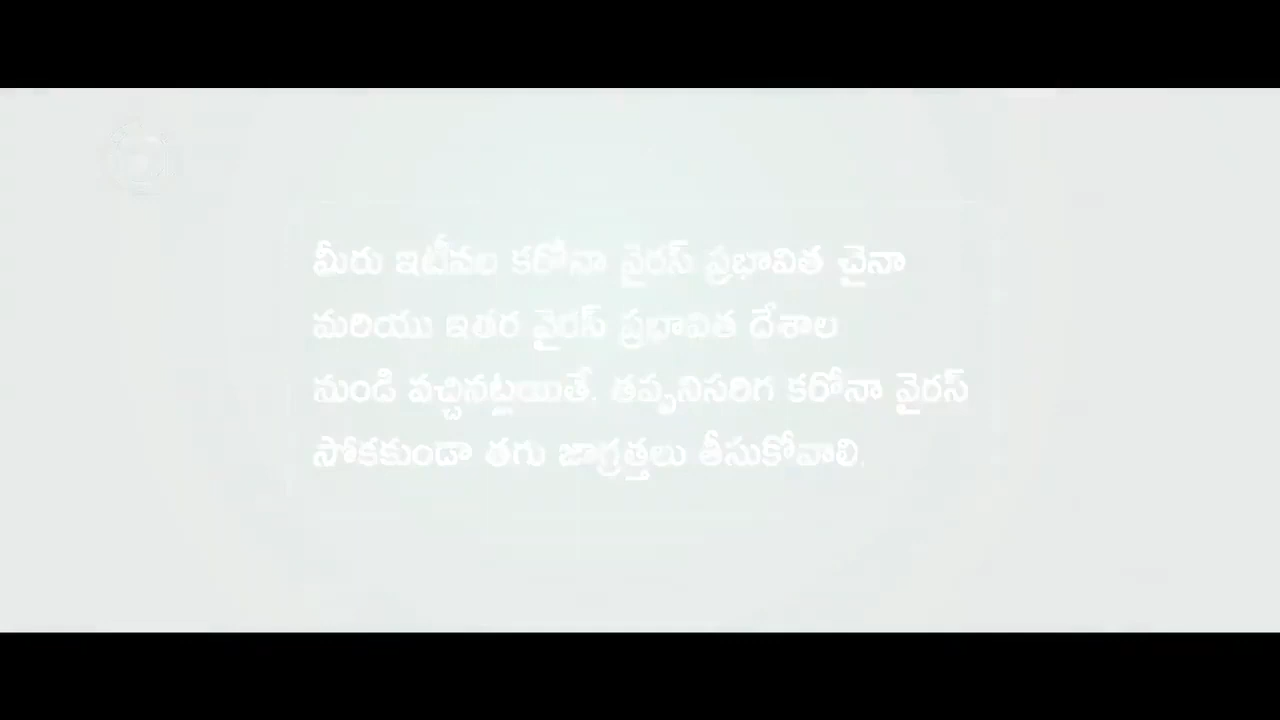 మీరు ఇటీవల కరోనా వైరస్ ప్రభావిత చైనా
మరియు ఇతర వైరస్ ప్రభావిత దేశాల
నుండి వచ్చినట్లయితే, తప్పనిసరిగ కరోనా వైరస్
సోకకుండా తగు జాగ్రత్తలు తీసుకోవాలి.